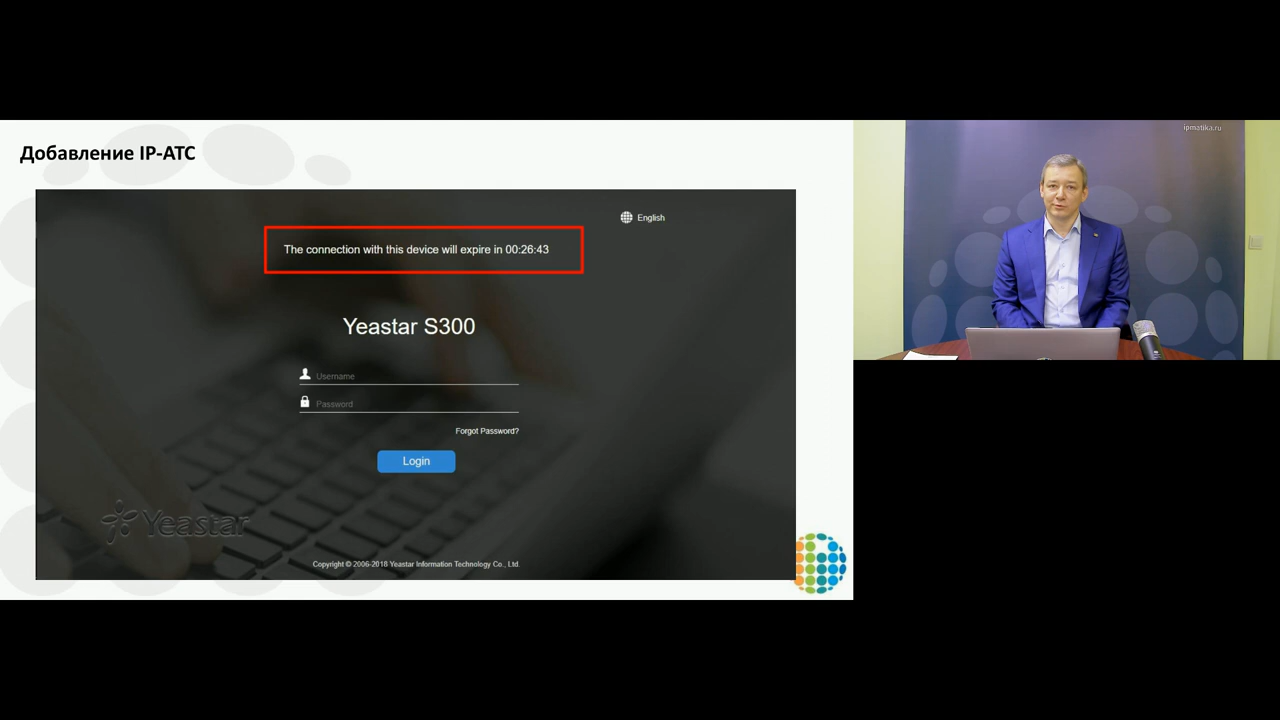 Добавление IP-АТС
English
The connection with this device will expire in 00:26:43
Yeastar S300
Username
Password
Forgot Password?
Login
Yeastar
Copyright © 2006-2018 Yeastar Information Technology Co., Ltd.
ipmatika.ru